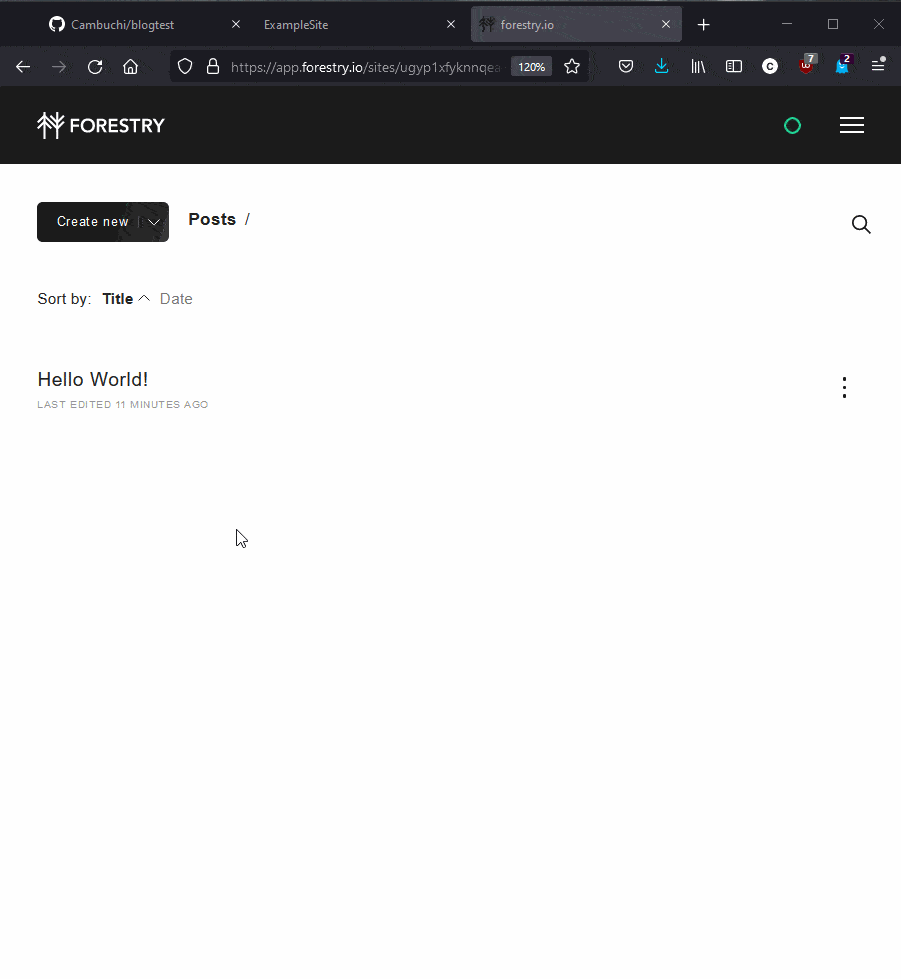 Cambuchi/blogtest
ExampleSite
forestry.io
https://app.forestry.io/sites/ugyp1xfyknnqea
120%
C
7
2
FORESTRY
Create new
Posts /
Sort by: Title Date
Hello World!
LAST EDITED 11 MINUTES AGO